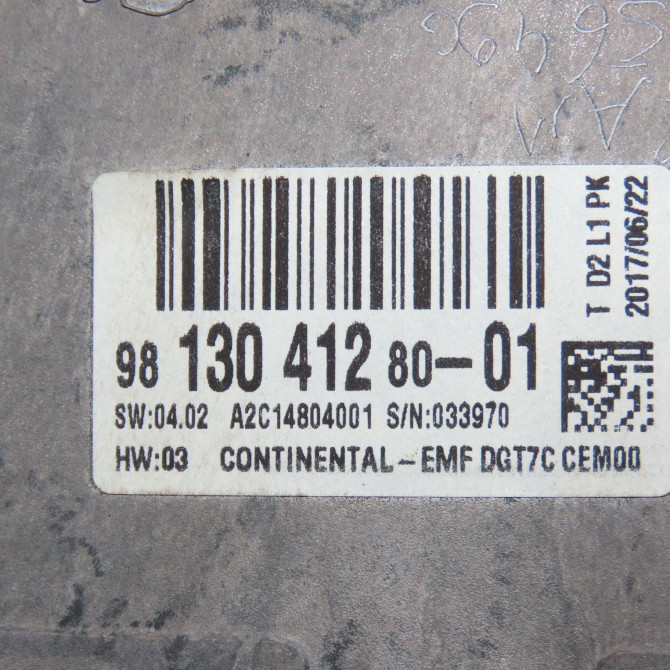 98 130 412 80-01
SW:04.02 A2C14804001 S/N:033970
HW:03 CONTINENTAL-EMF DGT7C CEM00
T D2 L1 PK
2017/06/22